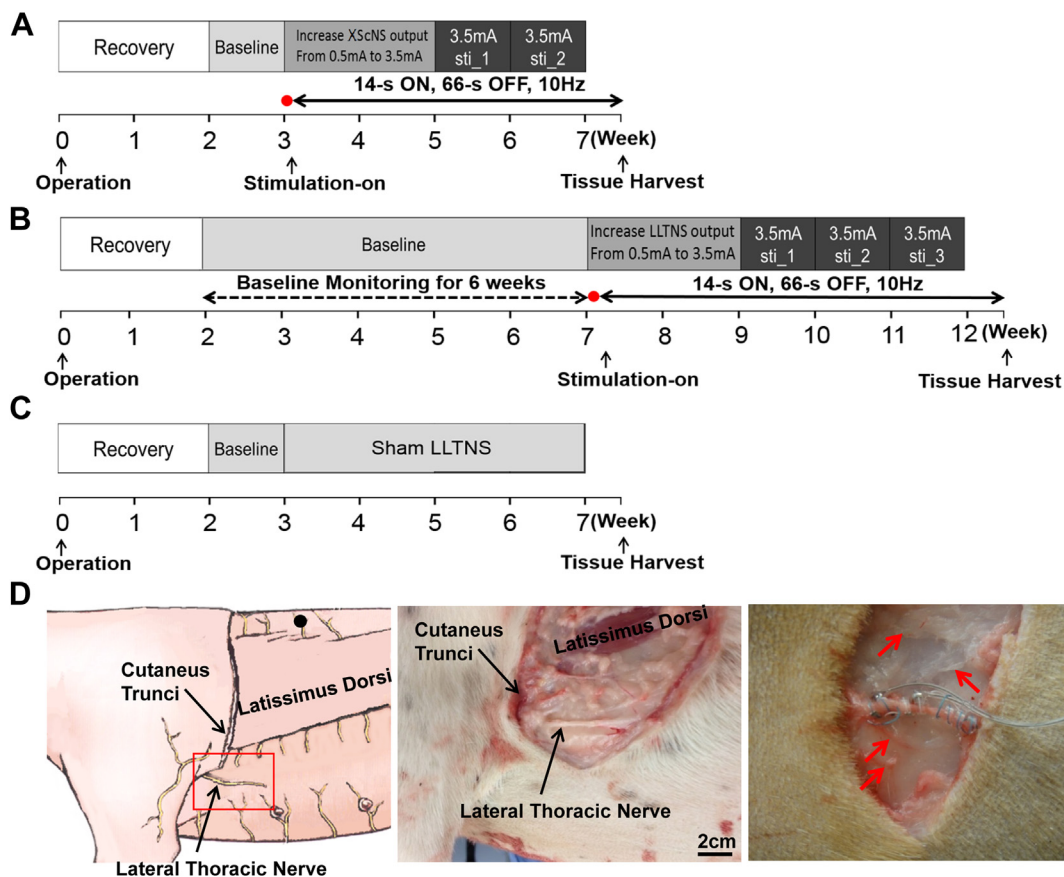 A
Recovery
Baseline
Increase XScNS output
From 0.5mA to 3.5mA
3.5mA
sti_1
3.5mA
sti_2
14-s ON, 66-s OFF, 10Hz
0 1 2 3 4 5 6 7 (Week)
Operation
Stimulation-on
Tissue Harvest
B
Recovery
Baseline
Increase LLTNS output
From 0.5mA to 3.5mA
3.5mA
sti_1
3.5mA
sti_2
3.5mA
sti_3
Baseline Monitoring for 6 weeks
14-s ON, 66-s OFF, 10Hz
0 1 2 3 4 5 6 7 8 9 10 11 12 (Week)
Operation
Stimulation-on
Tissue Harvest
C
Recovery
Baseline
Sham LLTNS
0 1 2 3 4 5 6 7 (Week)
Operation
Tissue Harvest
D
Cutaneus
Trunci
Latissimus Dorsi
Lateral Thoracic Nerve
Cutaneus
Trunci
Latissimus Dorsi
Lateral Thoracic Nerve
2cm